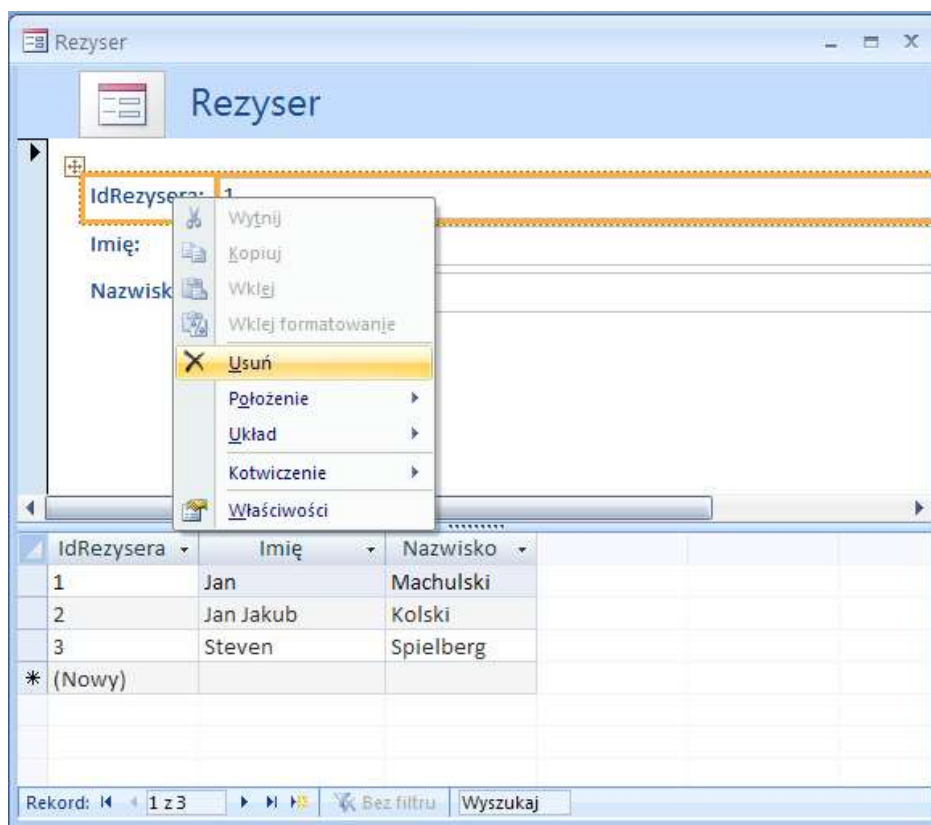 Rezyser
Rezyser
IdRezysera: 1
Imię:
Nazwisk
Wytnij
Kopiuj
Wklej
Wklej formatowanie
Usuń
Położenie
Układ
Kotwiczenie
Właściwości
IdRezysera Imię Nazwisko
1 Jan Machulski
2 Jan Jakub Kolski
3 Steven Spielberg
(Nowy)
Rekord: 1 z 3 Bez filtru Wyszukaj